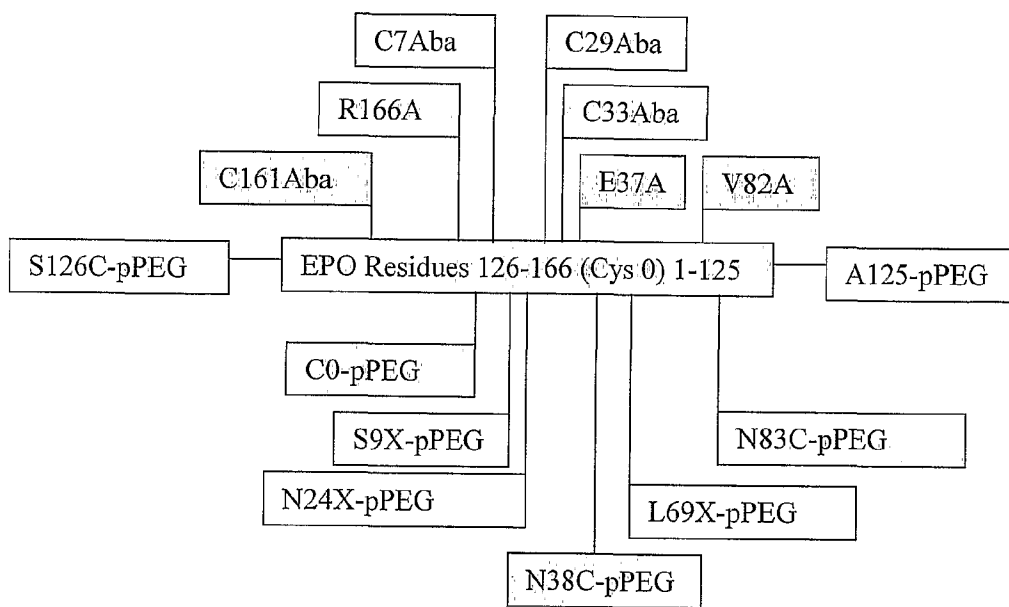 C7Aba
C29Aba
R166A
C33Aba
C161Aba
E37A
V82A
S126C-pPEG
EPO Residues 126-166 (Cys 0) 1-125
A125-pPEG
C0-pPEG
S9X-pPEG
N83C-pPEG
N24X-pPEG
L69X-pPEG
N38C-pPEG